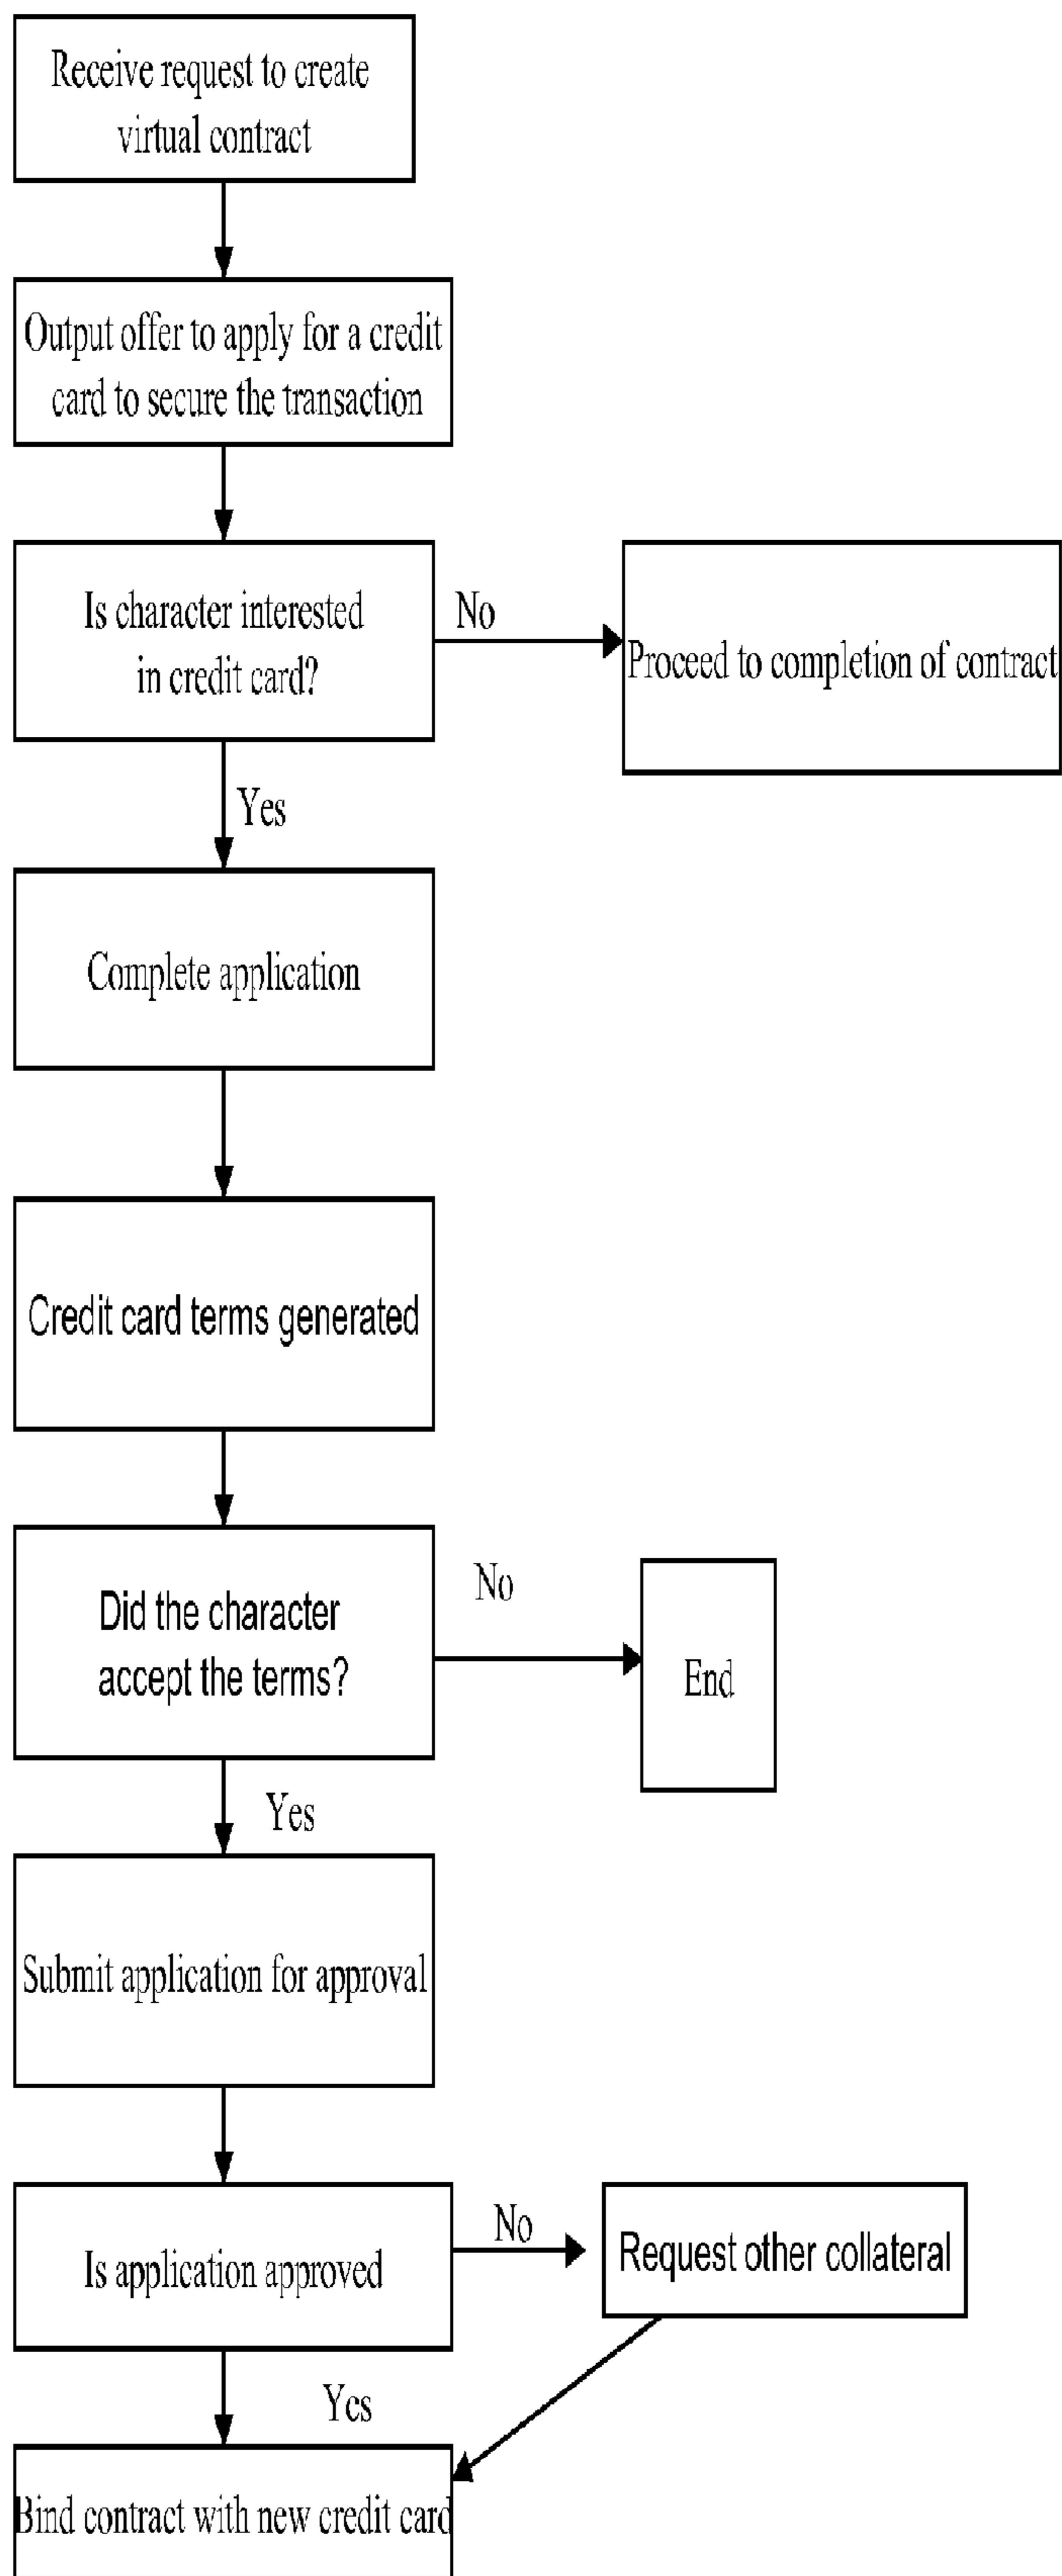 Receive request to create
virtual contract
Output offer to apply for a credit
card to secure the transaction
Is character interested
in credit card?
No
Proceed to completion of contract
Yes
Complete application
Credit card terms generated
Did the character
accept the terms?
No
End
Yes
Submit application for approval
Is application approved
No
Request other collateral
Yes
Bind contract with new credit card